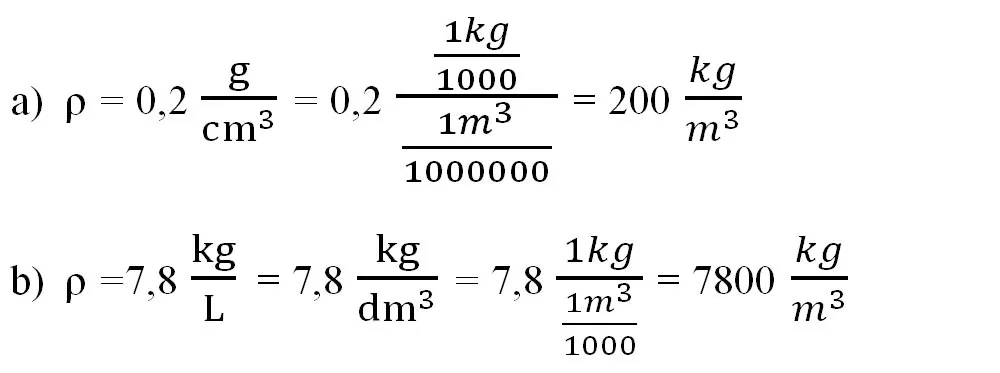 a) ρ = 0,2 g/cm³ = 0,2 (1kg/1000)/(1m³/1000000) = 200 kg/m³
b) ρ =7,8 kg/L = 7,8 kg/dm³ = 7,8 1kg/(1m³/1000) = 7800 kg/m³